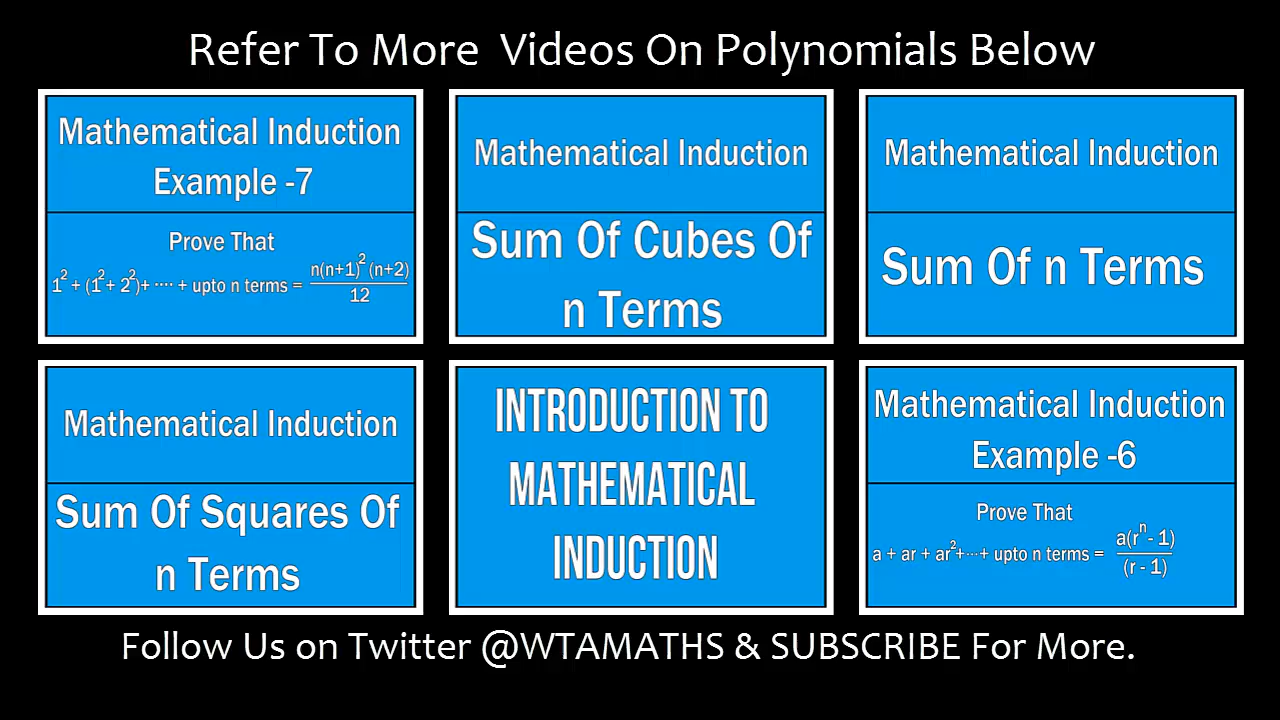 Refer To More  Videos On Polynomials Below
Mathematical Induction
Example -7
Prove That
1² + (1² + 2²)+ ···· + upto n terms = n(n+1)²(n+2)/12
Mathematical Induction
Sum Of Cubes Of
n Terms
Mathematical Induction
Sum Of n Terms
Mathematical Induction
Sum Of Squares Of
n Terms
INTRODUCTION TO
MATHEMATICAL
INDUCTION
Mathematical Induction
Example -6
Prove That
a + ar + ar²+···+ upto n terms = a(rⁿ- 1)/(r - 1)
Follow Us on Twitter @WTAMATHS & SUBSCRIBE For More.